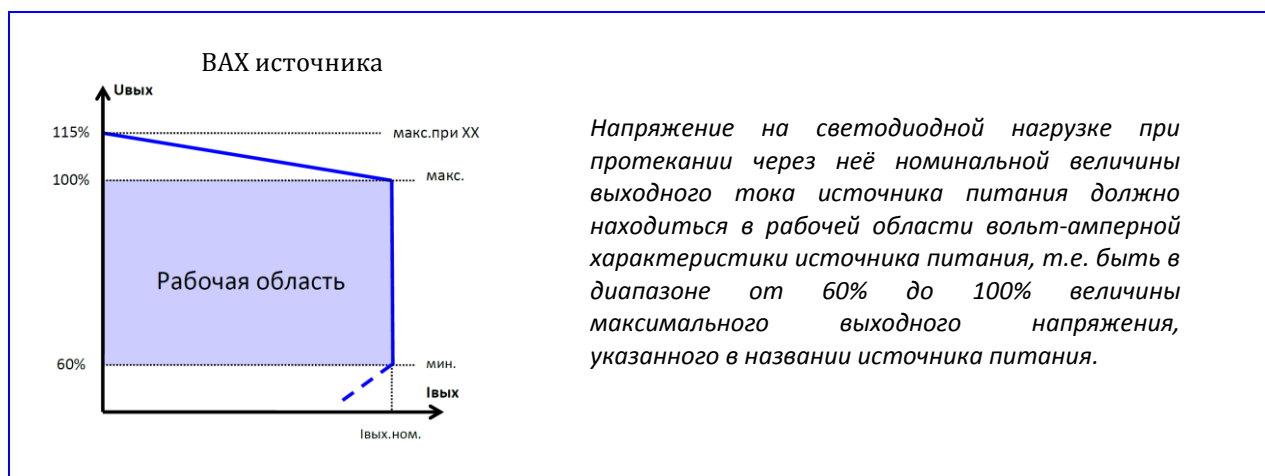 ВАХ источника
Uвых
115%
макс.при ХХ
100%
макс.
Рабочая область
60%
мин.
Iвых
Iвых.ном.
Напряжение на светодиодной нагрузке при
протекании через неё номинальной величины
выходного тока источника питания должно
находиться в рабочей области вольт-амперной
характеристики источника питания, т.е. быть в
диапазоне от 60% до 100% величины
максимального выходного напряжения,
указанного в названии источника питания.